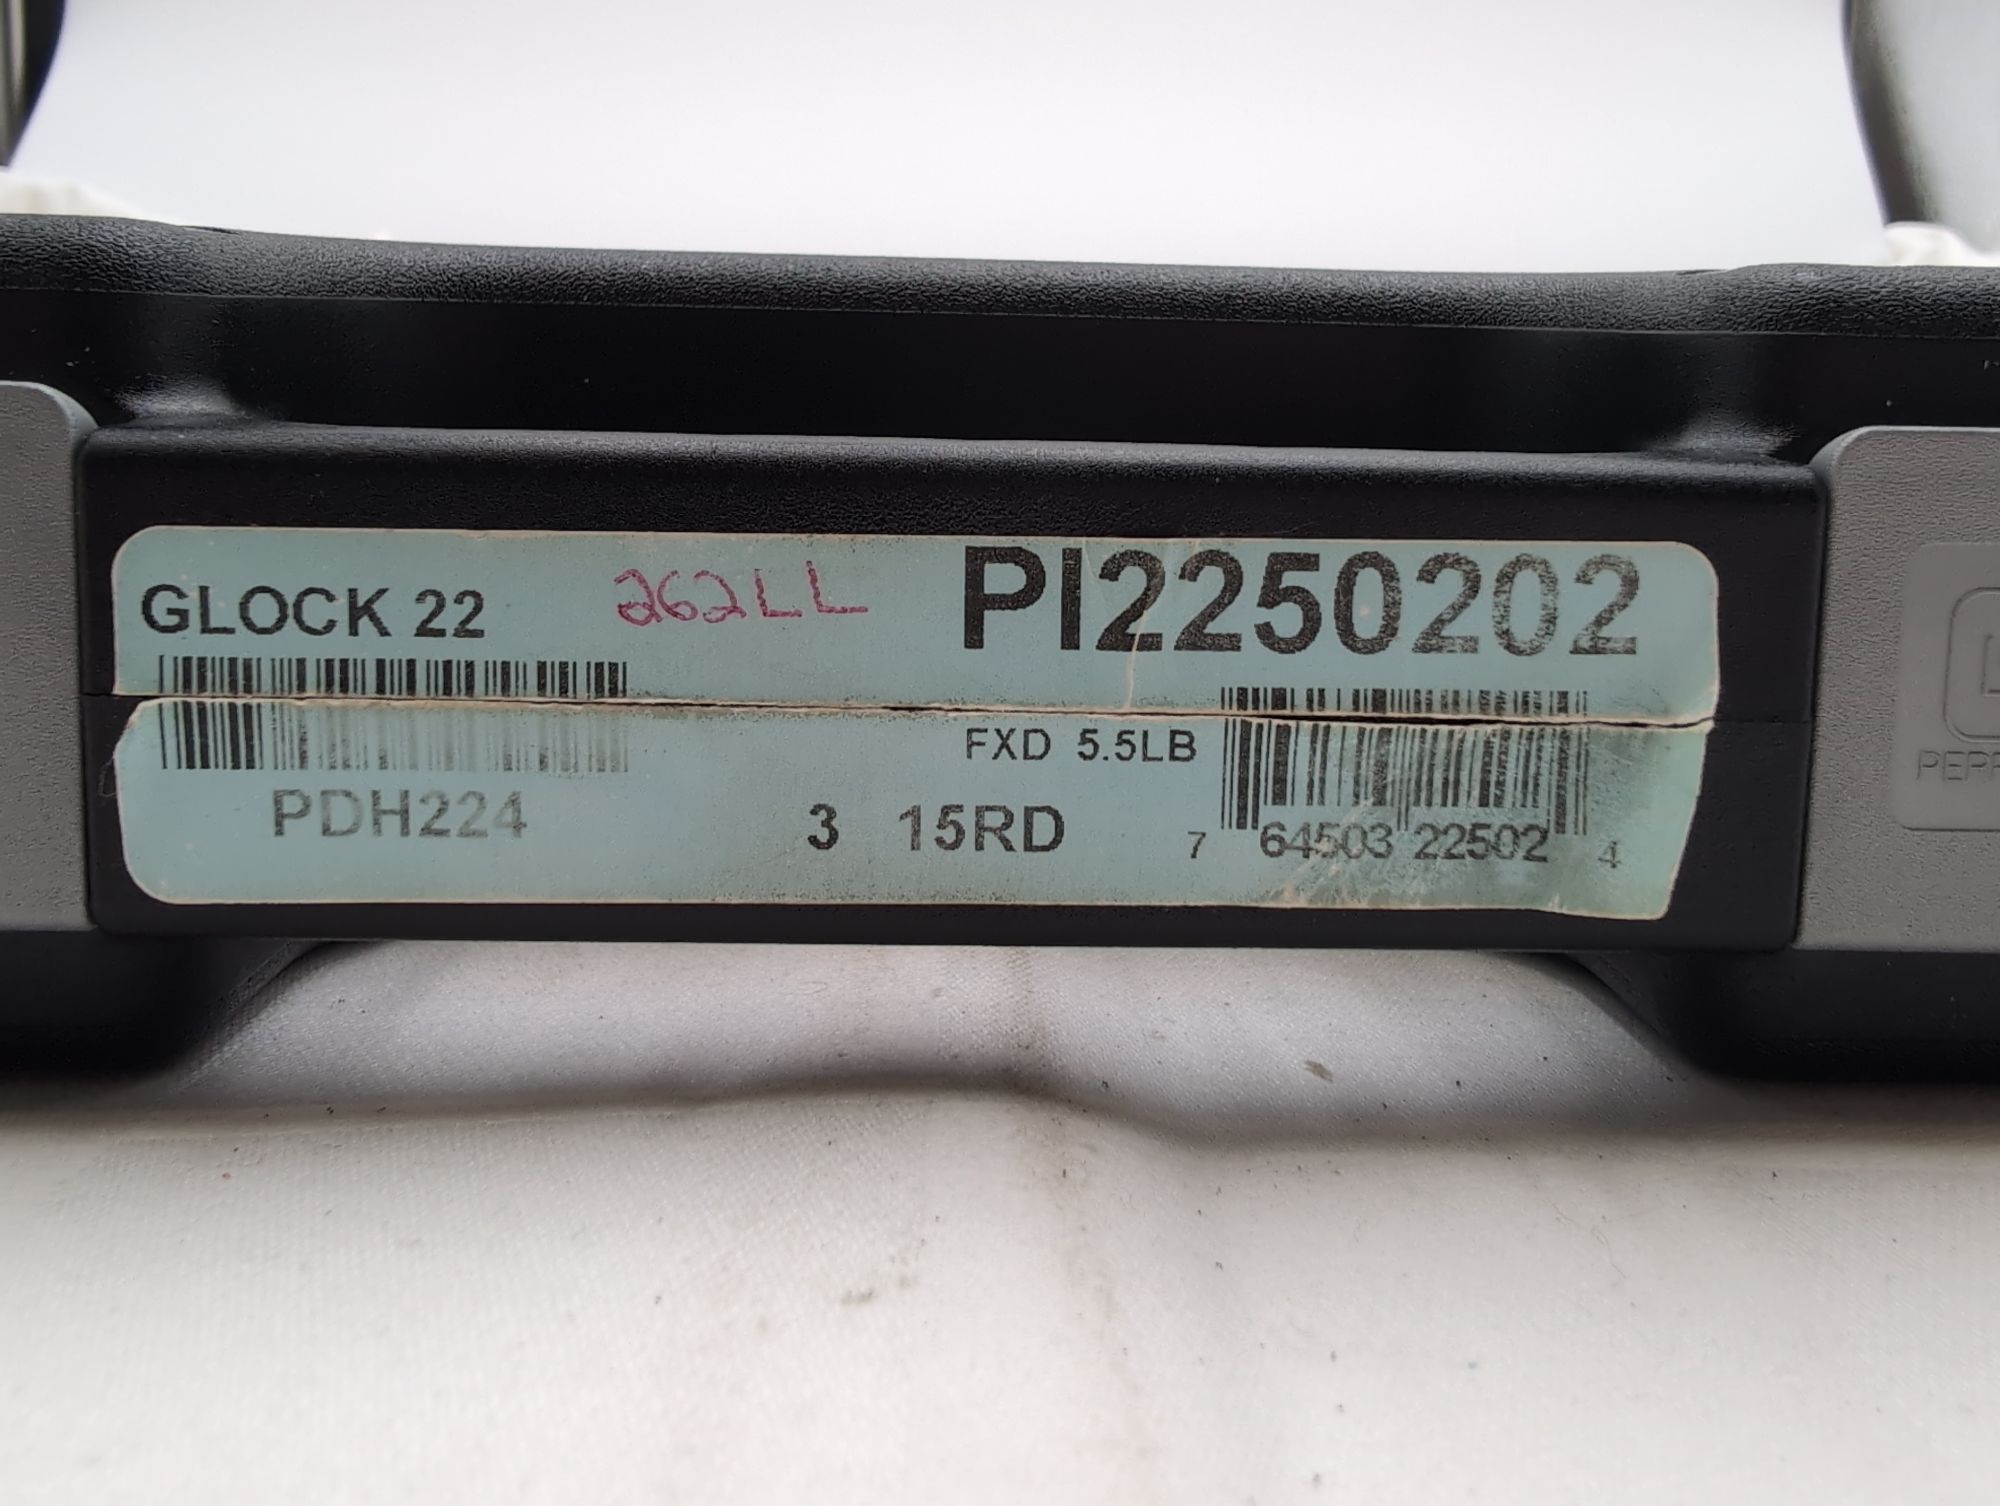 GLOCK 22 262LL PI2250202
FXD 5.5LB
PDH224 3 15RD 7 64503 22502 4